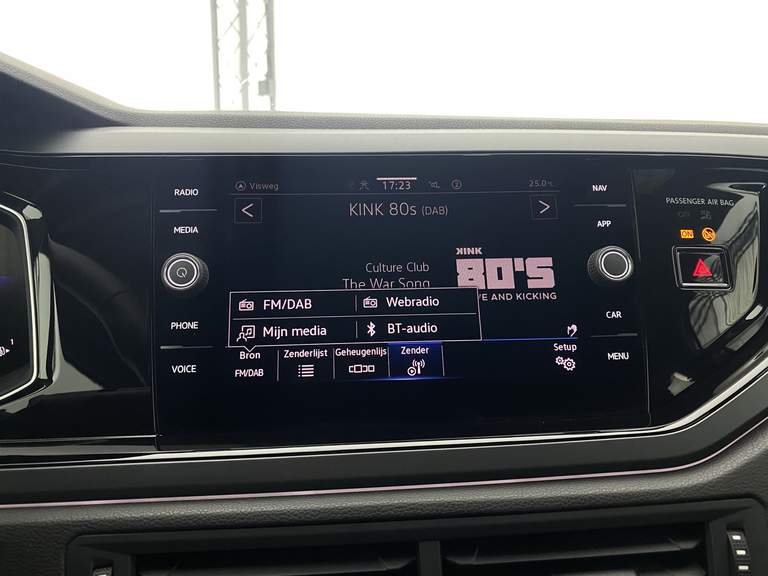 RADIO
MEDIA
PHONE
VOICE
Visweg
17:23
25.0°C
KINK 80s (DAB)
Culture Club
The War Song
KINK
80'S
VE AND KICKING
FM/DAB
Webradio
Mijn media
BT-audio
Bron
FM/DAB
Zenderlijst
Geheugenlijs
Zender
Setup
NAV
APP
CAR
MENU
PASSENGER AIR BAG
OFF
ON
1